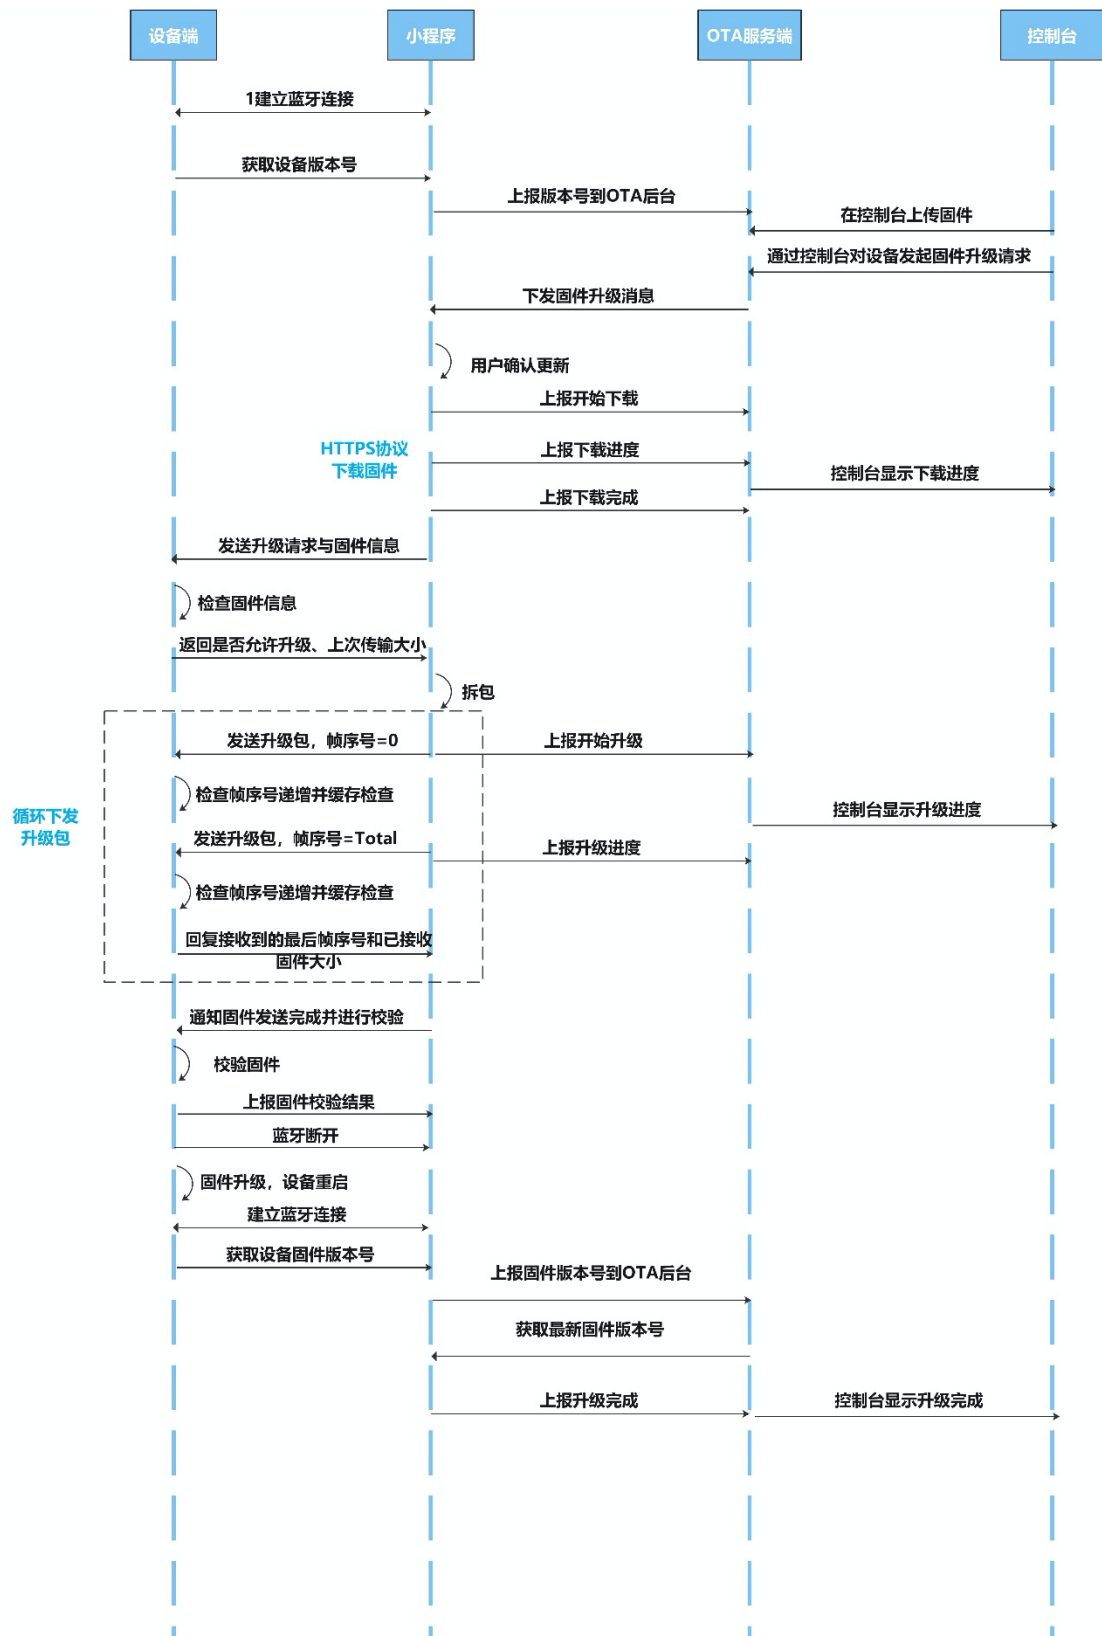 设备端
小程序
OTA服务端
控制台
1建立蓝牙连接
获取设备版本号
上报版本号到OTA后台
在控制台上传固件
通过控制台对设备发起固件升级请求
下发固件升级消息
用户确认更新
上报开始下载
HTTPS协议
下载固件
上报下载进度
控制台显示下载进度
上报下载完成
发送升级请求与固件信息
检查固件信息
返回是否允许升级、上次传输大小
拆包
发送升级包，帧序号=0
上报开始升级
检查帧序号递增并缓存检查
循环下发
升级包
控制台显示升级进度
发送升级包，帧序号=Total
上报升级进度
检查帧序号递增并缓存检查
回复接收到的最后帧序号和已接收
固件大小
通知固件发送完成并进行校验
校验固件
上报固件校验结果
蓝牙断开
固件升级，设备重启
建立蓝牙连接
获取设备固件版本号
上报固件版本号到OTA后台
获取最新固件版本号
上报升级完成
控制台显示升级完成